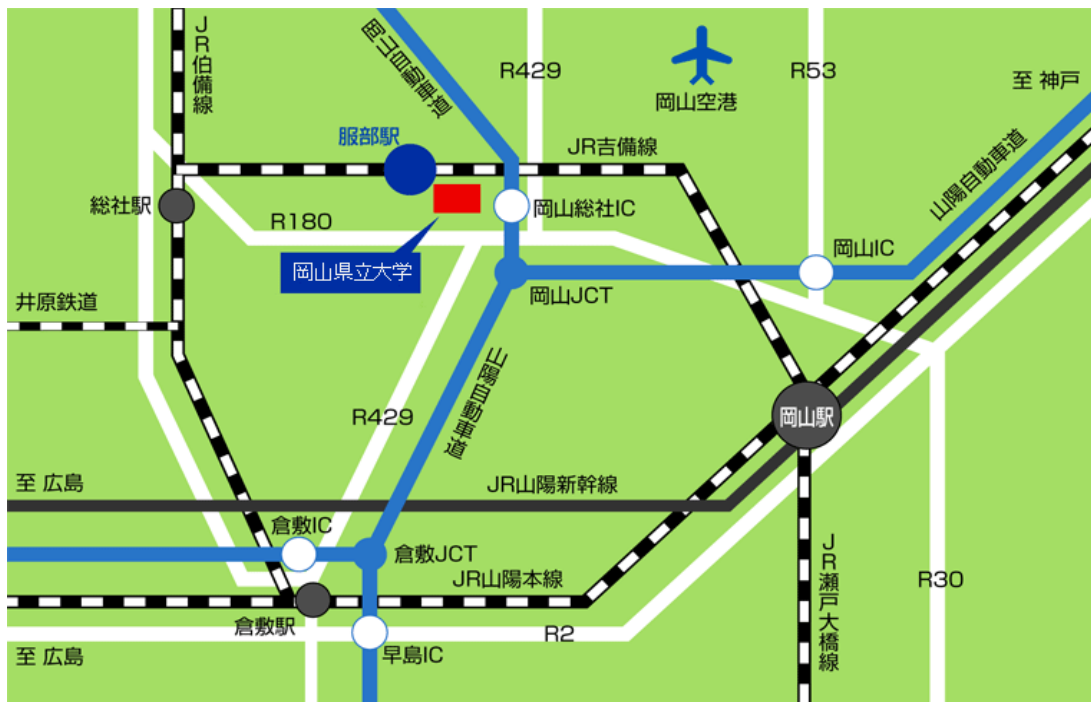 JR伯備線
岡山自動車道
R429
R53
岡山空港
至 神戸
服部駅
JR吉備線
山陽自動車道
総社駅
R180
岡山総社IC
岡山県立大学
岡山IC
岡山JCT
井原鉄道
山陽自動車道
R429
岡山駅
至 広島
JR山陽新幹線
倉敷IC
倉敷JCT
JR山陽本線
JR瀬戸大橋線
R30
倉敷駅
R2
至 広島
早島IC